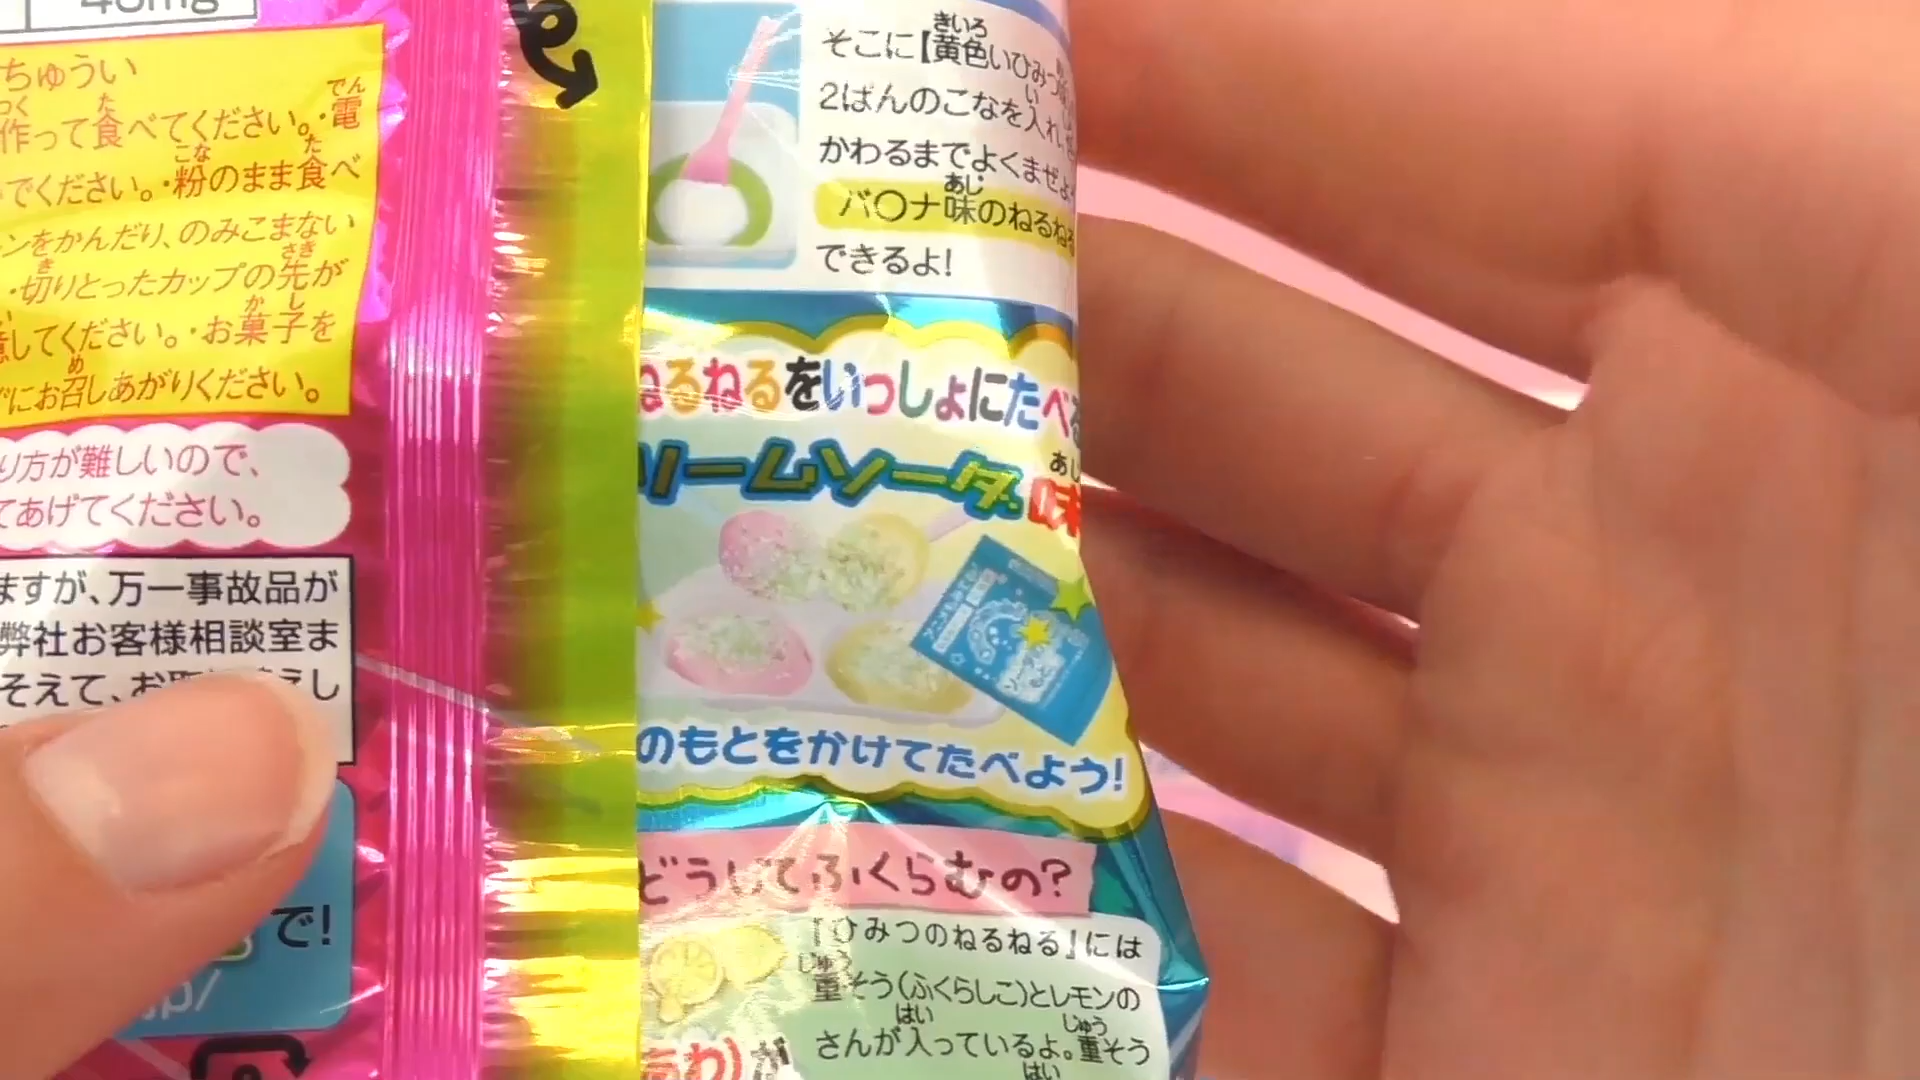 46mg
ちゅうい
作って食べてください。・電
でください。・粉のまま食べ
ンをかんだり、のみこまない
・切りとったカップの先が
してください。・お菓子を
にお召しあがりください。
り方が難しいので、
てあげてください。
ますが、万一事故品が
弊社お客様相談室ま
そえて、お
えし
で!
.jp/
そこに【黄色いひみつ
2ばんのこなを入れ、
かわるまでよくまぜよ
バ〇ナ味のねるねる
できるよ!
ねるねるをいっしょにたべる
リームソーダ味
のもとをかけてたべよう!
どうしてふくらむの?
『ひみつのねるねる』には
重そう(ふくらしこ)とレモンの
さんが入っているよ。重そう